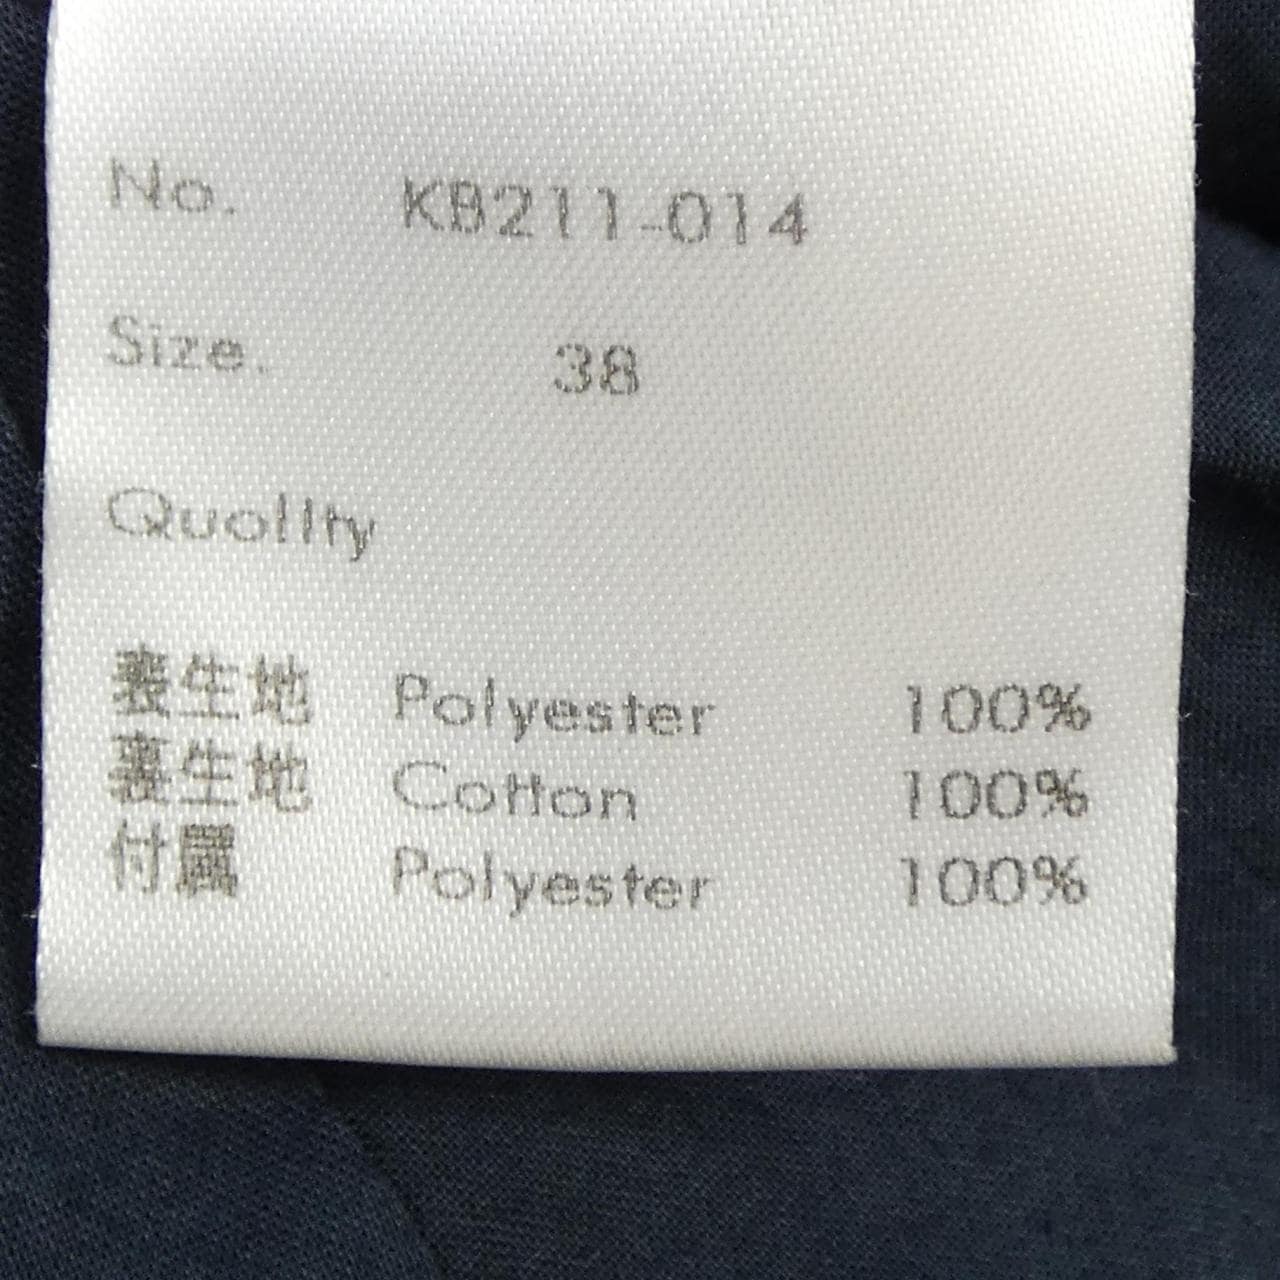 No. KB211-014
Size. 38
Quality
表生地 Polyester 100%
裏生地 Cotton 100%
付属 Polyester 100%